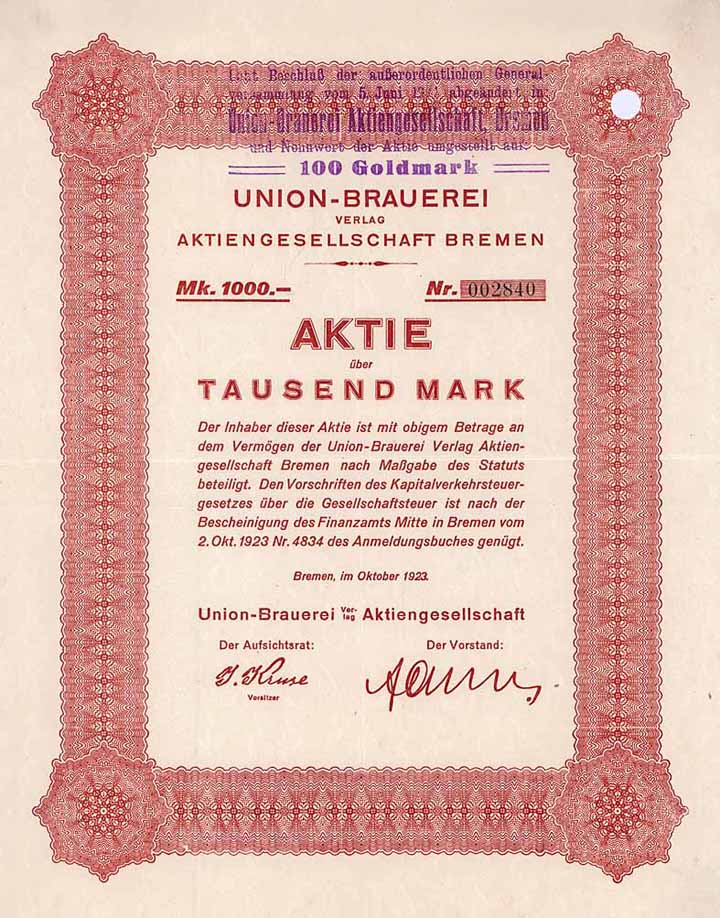 Laut Beschluß der außerordentlichen General-
versammlung vom 5. Juni abgeändert in:
Union-Brauerei Aktiengesellschaft, Bremen
und Nennwert der Aktie umgestellt auf:
100 Goldmark
UNION-BRAUEREI
VERLAG
AKTIENGESELLSCHAFT BREMEN
Mk. 1000.— Nr. 002840
AKTIE
über
TAUSEND MARK
Der Inhaber dieser Aktie ist mit obigem Betrage an
dem Vermögen der Union-Brauerei Verlag Aktien-
gesellschaft Bremen nach Maßgabe des Statuts
beteiligt. Den Vorschriften des Kapitalverkehrsteuer-
gesetzes über die Gesellschaftsteuer ist nach der
Bescheinigung des Finanzamts Mitte in Bremen vom
2. Okt. 1923 Nr. 4834 des Anmeldungsbuches genügt.
Bremen, im Oktober 1923.
Union-Brauerei Ver-lag Aktiengesellschaft
Der Aufsichtsrat: Der Vorstand:
J. Kruse
Vorsitzer